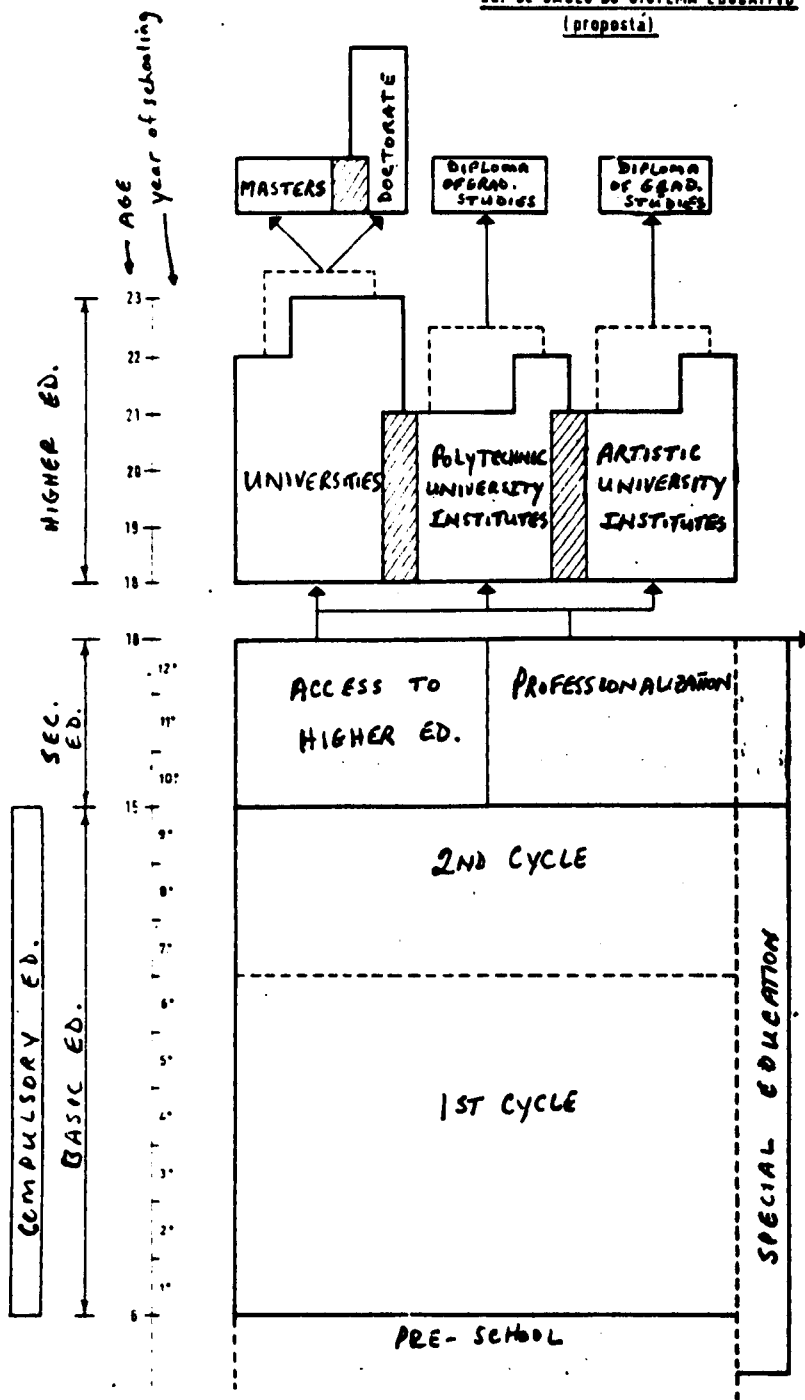 DO SISTEMA EDUCATIVO
(proposta)
← AGE
year of schooling
MASTERS
DOCTORATE
DIPLOMA
OF GRAD.
STUDIES
DIPLOMA
OF GRAD.
STUDIES
HIGHER ED.
23
22
21
20
19
18
UNIVERSITIES
POLYTECHNIC
UNIVERSITY
INSTITUTES
ARTISTIC
UNIVERSITY
INSTITUTES
SEC.
ED.
18
12°
11°
10°
15
ACCESS TO
HIGHER ED.
PROFESSIONALIZATION
COMPULSORY ED.
BASIC ED.
9°
8°
7°
6°
5°
4°
3°
2°
1°
6
2ND CYCLE
1ST CYCLE
SPECIAL EDUCATION
PRE-SCHOOL